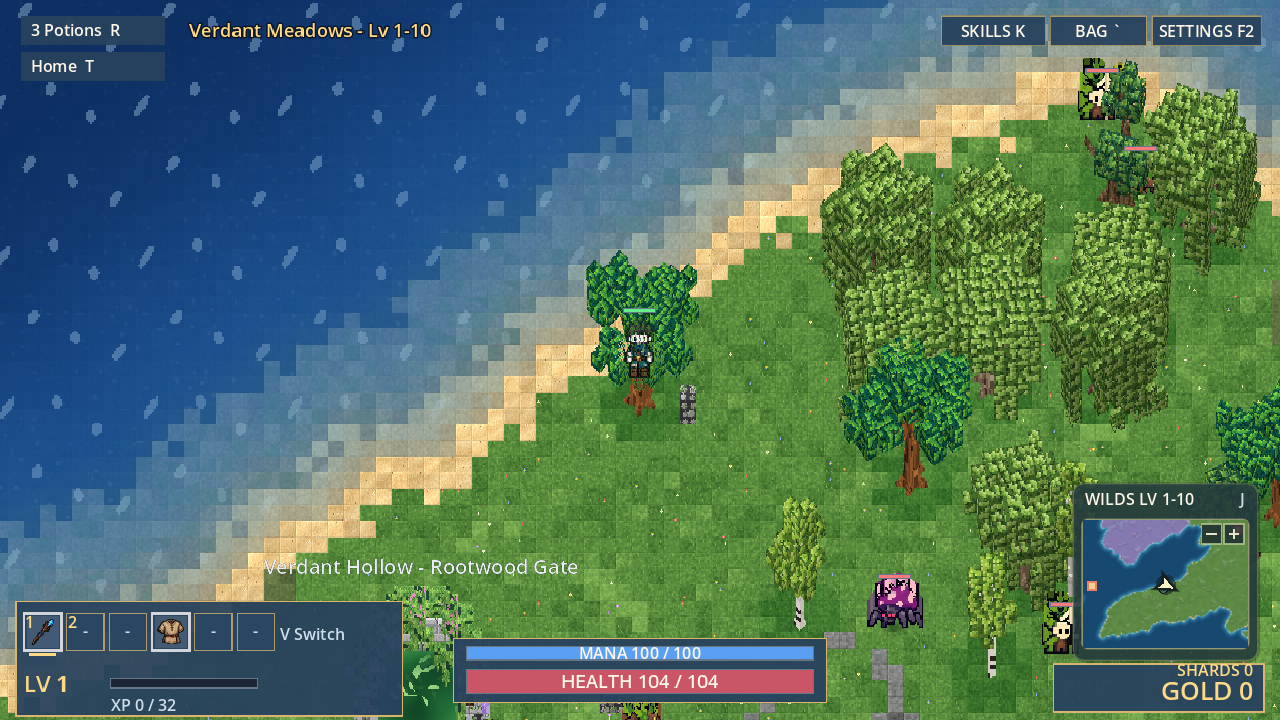 3 Potions R
Verdant Meadows - Lv 1-10
SKILLS K
BAG `
SETTINGS F2
Home T
WILDS LV 1-10
J
− +
Verdant Hollow - Rootwood Gate
1
2
- - - -
V Switch
LV 1
XP 0 / 32
MANA 100 / 100
HEALTH 104 / 104
SHARDS 0
GOLD 0